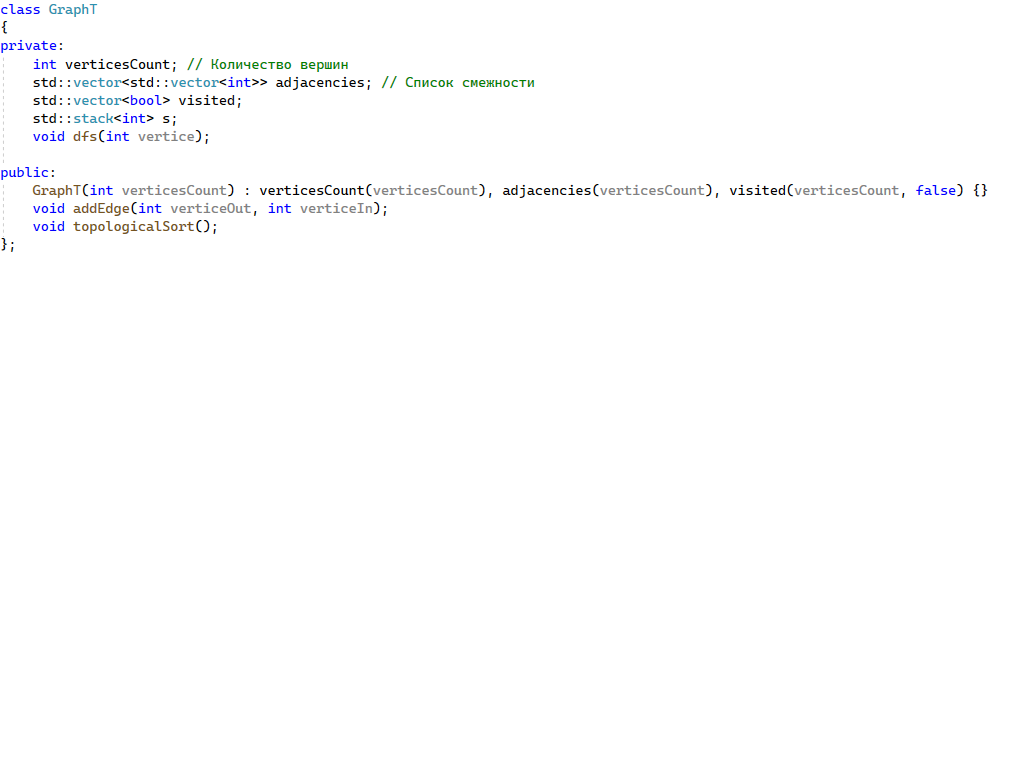 class GraphT
{
private:
    int verticesCount; // Количество вершин
    std::vector<std::vector<int>> adjacencies; // Список смежности
    std::vector<bool> visited;
    std::stack<int> s;
    void dfs(int vertice);

public:
    GraphT(int verticesCount) : verticesCount(verticesCount), adjacencies(verticesCount), visited(verticesCount, false) {}
    void addEdge(int verticeOut, int verticeIn);
    void topologicalSort();
};